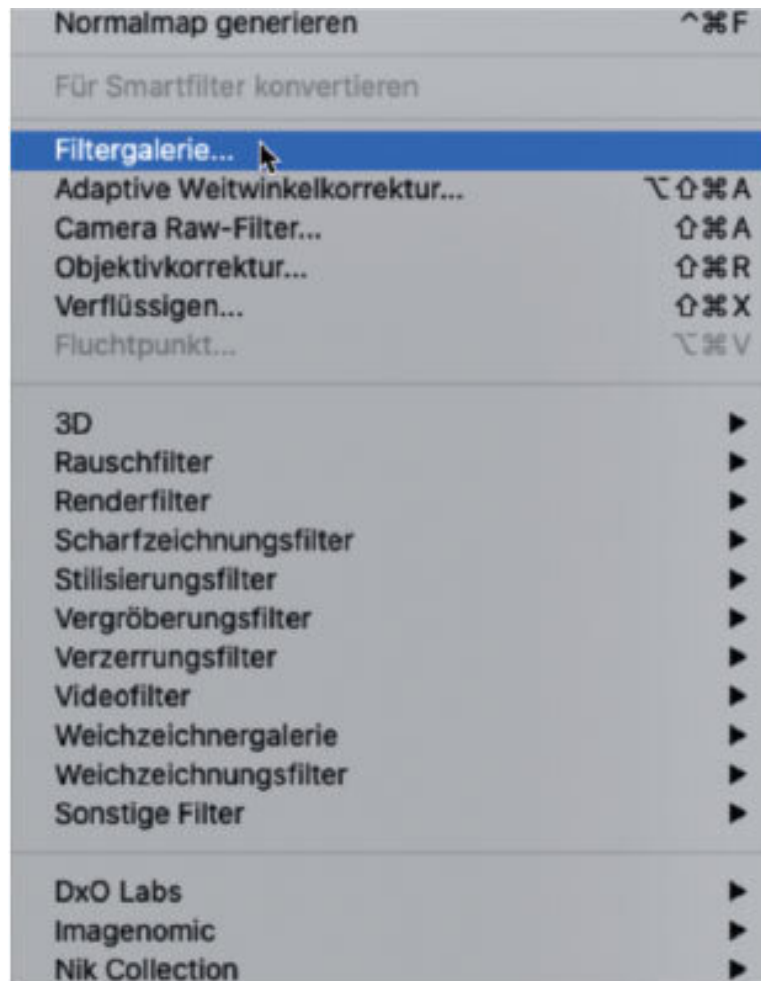 Normalmap generieren ^⌘F
Für Smartfilter konvertieren
Filtergalerie...
Adaptive Weitwinkelkorrektur... ⌥⇧⌘A
Camera Raw-Filter... ⇧⌘A
Objektivkorrektur... ⇧⌘R
Verflüssigen... ⇧⌘X
Fluchtpunkt... ⌥⌘V
3D
Rauschfilter
Renderfilter
Scharfzeichnungsfilter
Stilisierungsfilter
Vergröberungsfilter
Verzerrungsfilter
Videofilter
Weichzeichnergalerie
Weichzeichnungsfilter
Sonstige Filter
DxO Labs
Imagenomic
Nik Collection